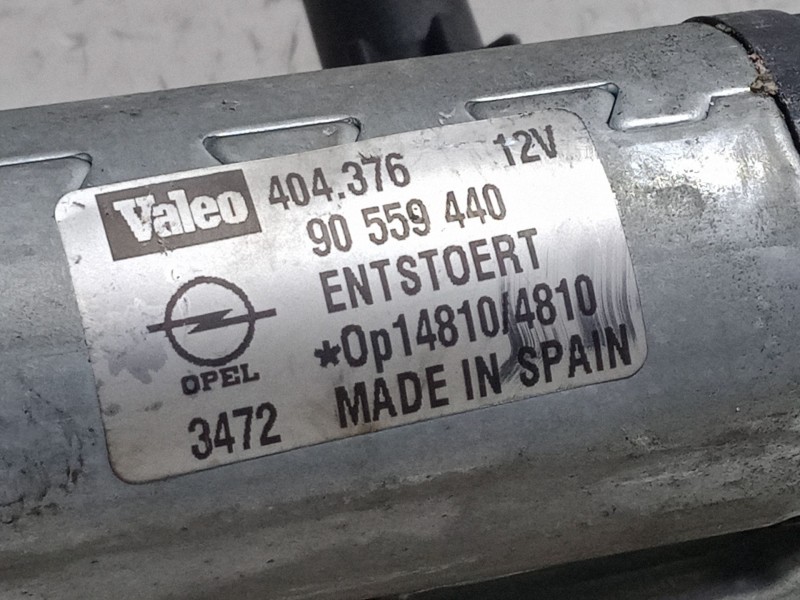 Valeo 404.376 12V
90 559 440
ENTSTOERT
*Op14810/4810
OPEL
MADE IN SPAIN
3472